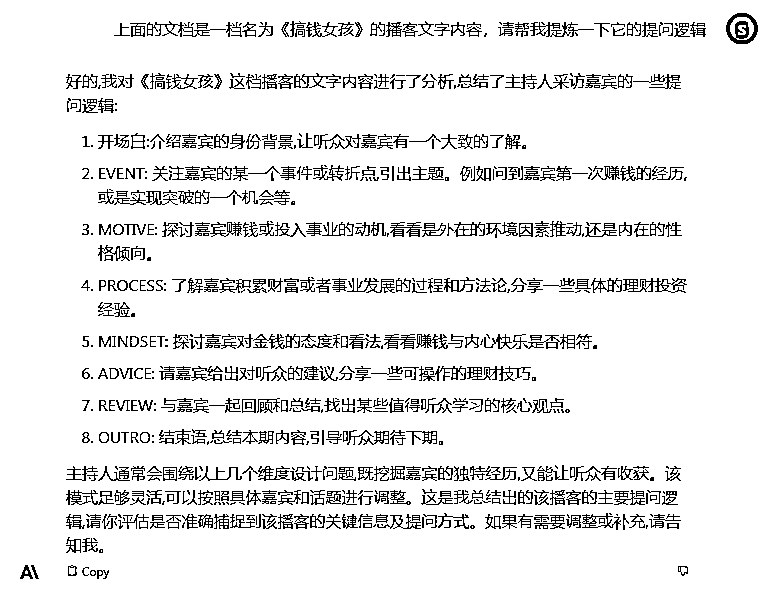 上面的文档是一档名为《搞钱女孩》的播客文字内容，请帮我提炼一下它的提问逻辑
S
好的,我对《搞钱女孩》这档播客的文字内容进行了分析,总结了主持人采访嘉宾的一些提
问逻辑:
1. 开场白:介绍嘉宾的身份背景,让听众对嘉宾有一个大致的了解。
2. EVENT: 关注嘉宾的某一个事件或转折点,引出主题。例如问到嘉宾第一次赚钱的经历,
或是实现突破的一个机会等。
3. MOTIVE: 探讨嘉宾赚钱或投入事业的动机,看看是外在的环境因素推动,还是内在的性
格倾向。
4. PROCESS: 了解嘉宾积累财富或者事业发展的过程和方法论,分享一些具体的理财投资
经验。
5. MINDSET: 探讨嘉宾对金钱的态度和看法,看看赚钱与内心快乐是否相符。
6. ADVICE: 请嘉宾给出对听众的建议,分享一些可操作的理财技巧。
7. REVIEW: 与嘉宾一起回顾和总结,找出某些值得听众学习的核心观点。
8. OUTRO: 结束语,总结本期内容,引导听众期待下期。
主持人通常会围绕以上几个维度设计问题,既挖掘嘉宾的独特经历,又能让听众有收获。该
模式足够灵活,可以按照具体嘉宾和话题进行调整。这是我总结出的该播客的主要提问逻
辑,请你评估是否准确捕捉到该播客的关键信息及提问方式。如果有需要调整或补充,请告
知我。
A\ Copy